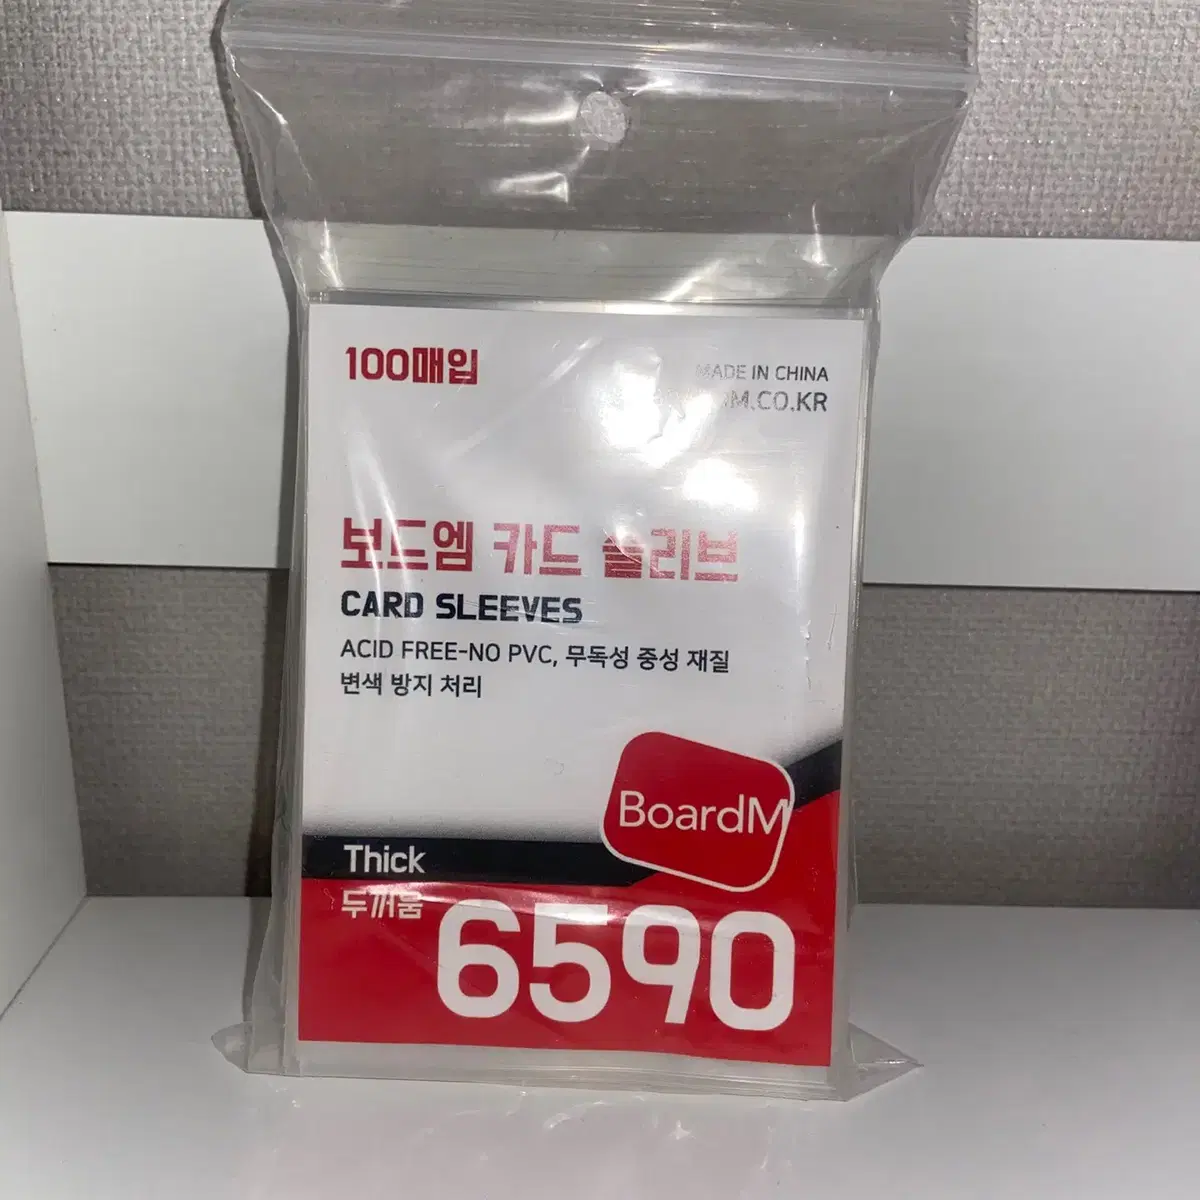 100매입
MADE IN CHINA
M.CO.KR
보드엠 카드 슬리브
CARD SLEEVES
ACID FREE-NO PVC, 무독성 중성 재질
변색 방지 처리
BoardM
Thick
두꺼움
6590